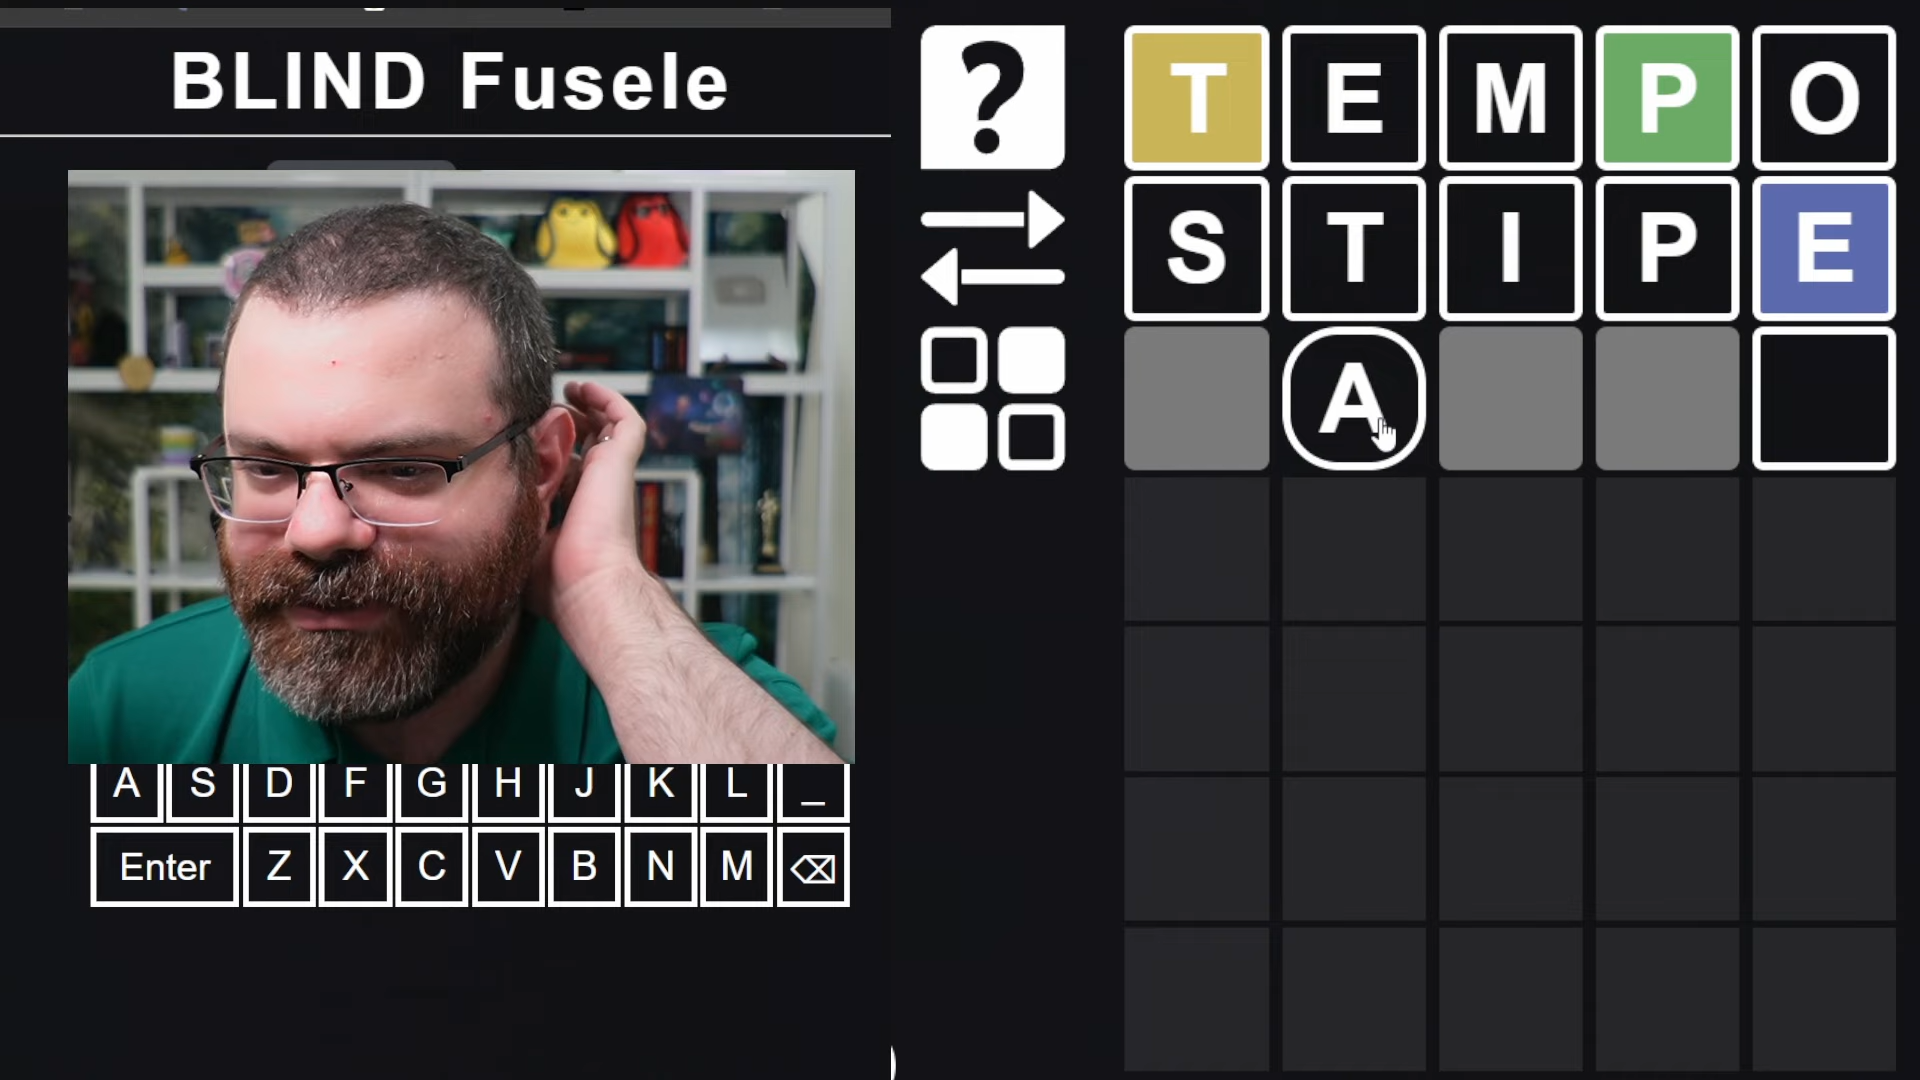 BLIND Fusele
?
T E M P O
S T I P E
A
A S D F G H J K L _
Enter Z X C V B N M ⌫